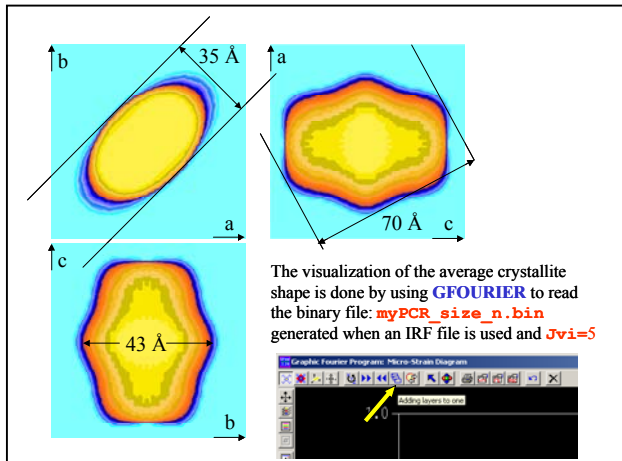 b
35 Å
a
a
70 Å
c
c
43 Å
b
The visualization of the average crystallite
shape is done by using GFOURIER to read
the binary file: myPCR_size_n.bin
generated when an IRF file is used and Jvi=5
Graphic Fourier Program: Micro-Strain Diagram
Adding layers to one
1.0